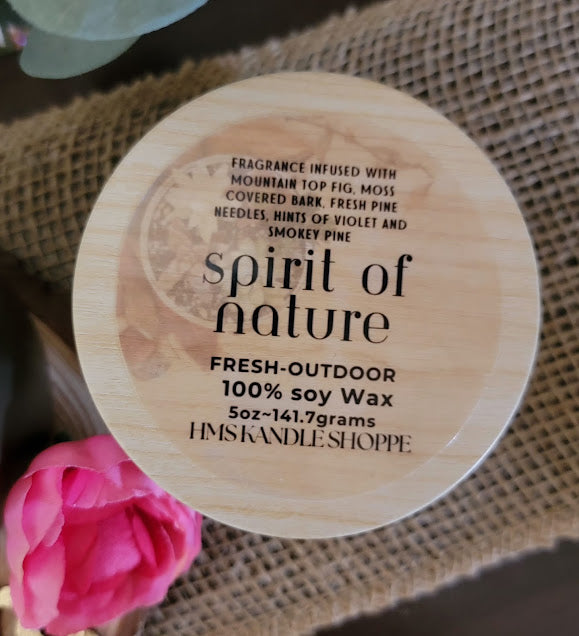 FRAGRANCE INFUSED WITH
MOUNTAIN TOP FIG, MOSS
COVERED BARK, FRESH PINE
NEEDLES, HINTS OF VIOLET AND
SMOKEY PINE
spirit of
nature
FRESH-OUTDOOR
100% soy Wax
5oz~141.7grams
HMS KANDLE SHOPPE